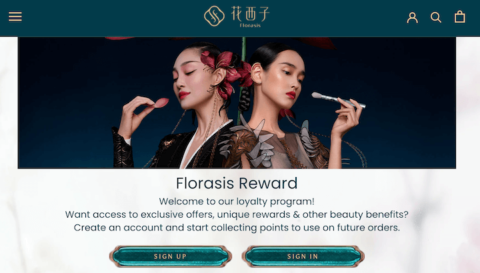 花西子
Florasis
Florasis Reward
Welcome to our loyalty program!
Want access to exclusive offers, unique rewards & other beauty benefits?
Create an account and start collecting points to use on future orders.
SIGN UP
SIGN IN